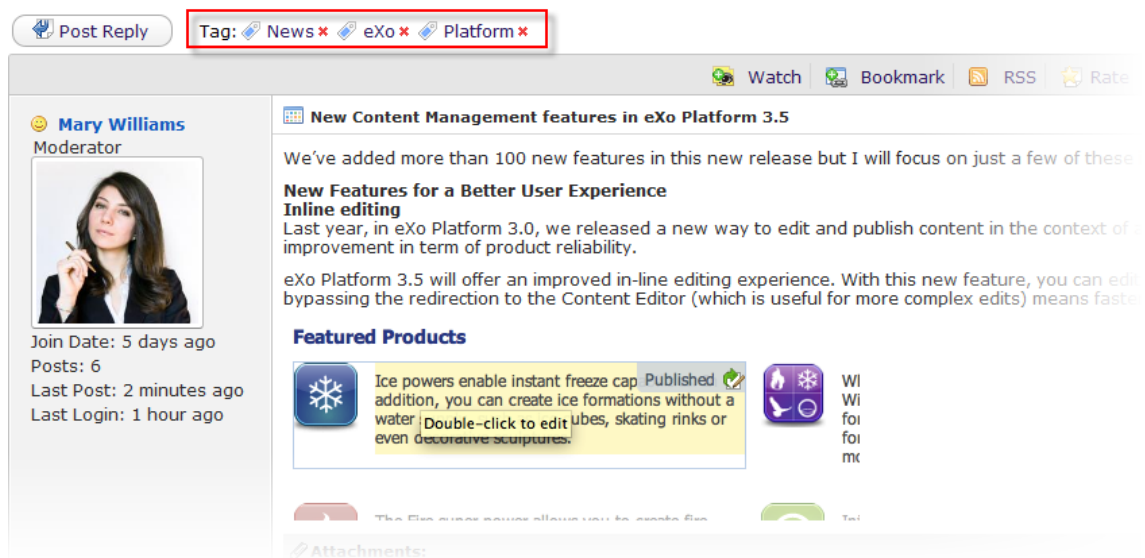 Post Reply
Tag: News eXo Platform
Watch Bookmark RSS Rate
Mary Williams
Moderator
Join Date: 5 days ago
Posts: 6
Last Post: 2 minutes ago
Last Login: 1 hour ago
New Content Management features in eXo Platform 3.5
We've added more than 100 new features in this new release but I will focus on just a few of these
New Features for a Better User Experience
Inline editing
Last year, in eXo Platform 3.0, we released a new way to edit and publish content in the context of
improvement in term of product reliability.
eXo Platform 3.5 will offer an improved in-line editing experience. With this new feature, you can edit
bypassing the redirection to the Content Editor (which is useful for more complex edits) means faste
Featured Products
Ice powers enable instant freeze cap Published
addition, you can create ice formations without a
water Double-click to edit ubes, skating rinks or
even decorative sculptures.
Wi
for
for
The Fire super power allows you to create fire
Attachments: